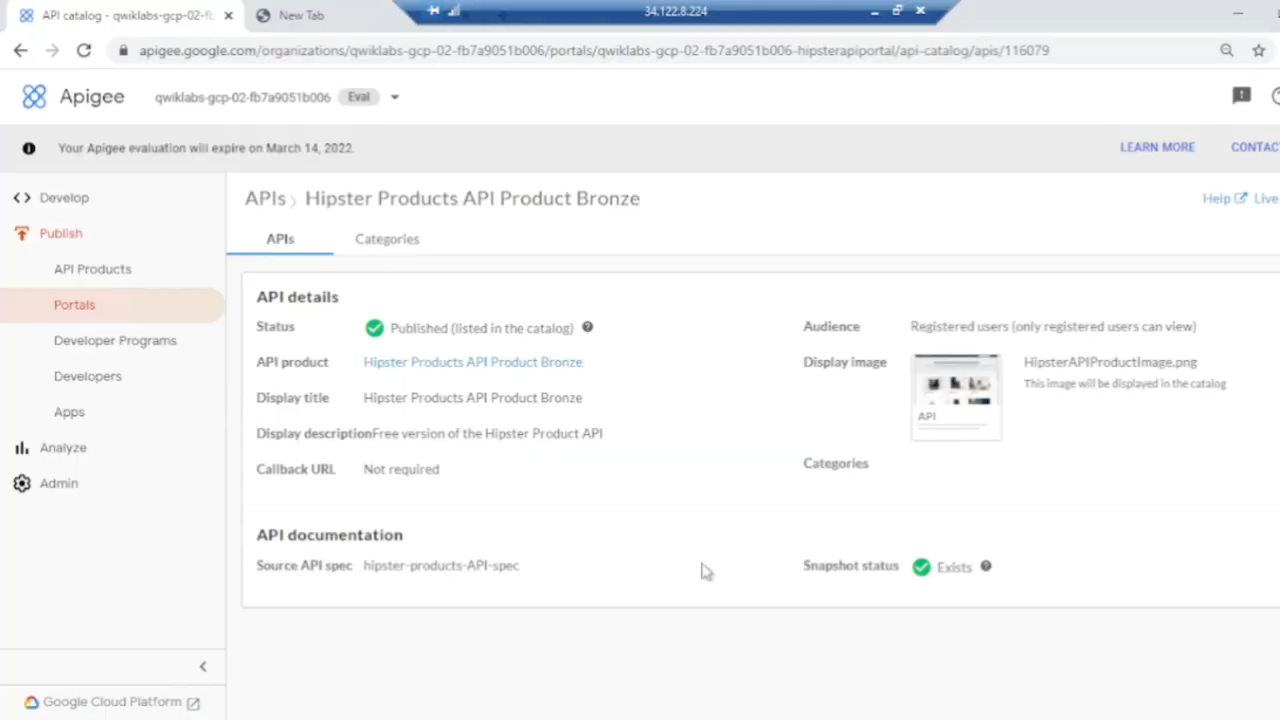 API catalog - qwiklabs-gcp-02-fb
New Tab
34.122.8.224
apigee.google.com/organizations/qwiklabs-gcp-02-fb7a9051b006/portals/qwiklabs-gcp-02-fb7a9051b006-hipsterapiportal/api-catalog/apis/116079
Apigee qwiklabs-gcp-02-fb7a9051b006 Eval
Your Apigee evaluation will expire on March 14, 2022. LEARN MORE CONTAC
Develop
Publish
API Products
Portals
Developer Programs
Developers
Apps
Analyze
Admin
Google Cloud Platform
APIs › Hipster Products API Product Bronze Help Live
APIs Categories
API details
Status Published (listed in the catalog)
API product Hipster Products API Product Bronze
Display title Hipster Products API Product Bronze
Display descriptionFree version of the Hipster Product API
Callback URL Not required
Audience Registered users (only registered users can view)
Display image HipsterAPIProductImage.png
This image will be displayed in the catalog
API
Categories
API documentation
Source API spec hipster-products-API-spec
Snapshot status Exists